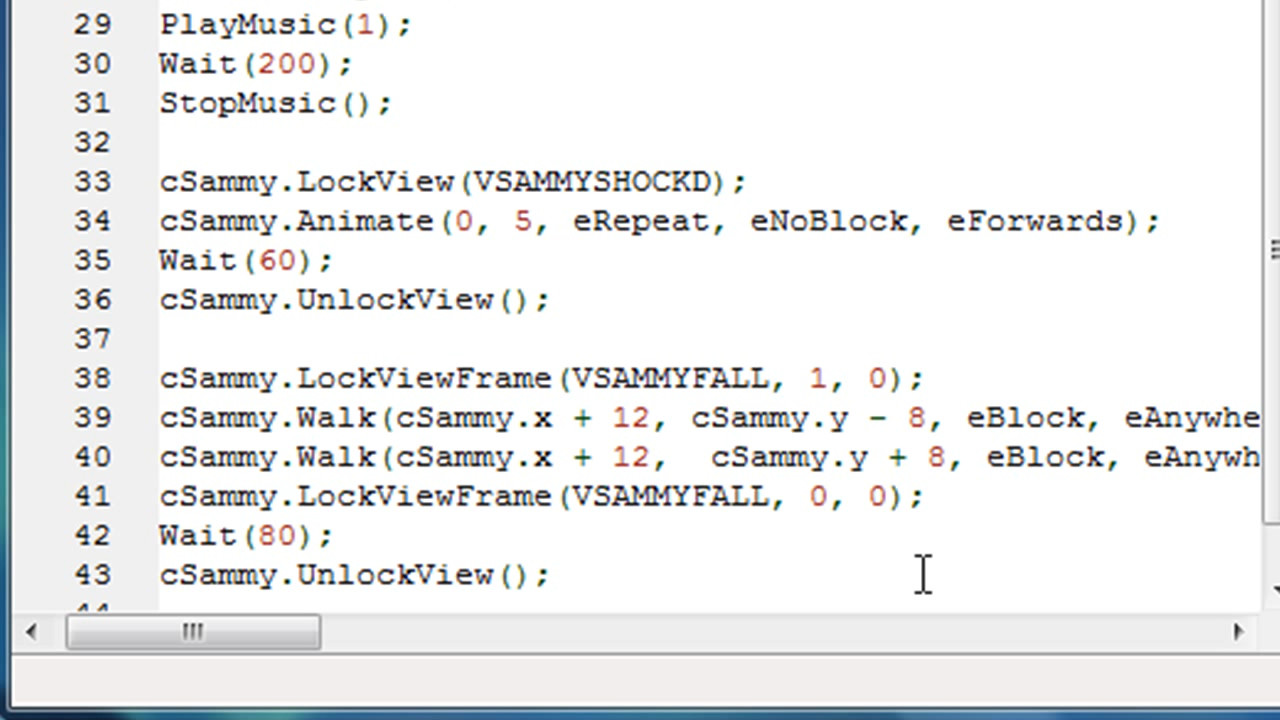 29 PlayMusic(1);
30 Wait(200);
31 StopMusic();
32
33 cSammy.LockView(VSAMMYSHOCKD);
34 cSammy.Animate(0, 5, eRepeat, eNoBlock, eForwards);
35 Wait(60);
36 cSammy.UnlockView();
37
38 cSammy.LockViewFrame(VSAMMYFALL, 1, 0);
39 cSammy.Walk(cSammy.x + 12, cSammy.y - 8, eBlock, eAnywhe
40 cSammy.Walk(cSammy.x + 12,  cSammy.y + 8, eBlock, eAnywh
41 cSammy.LockViewFrame(VSAMMYFALL, 0, 0);
42 Wait(80);
43 cSammy.UnlockView();
44